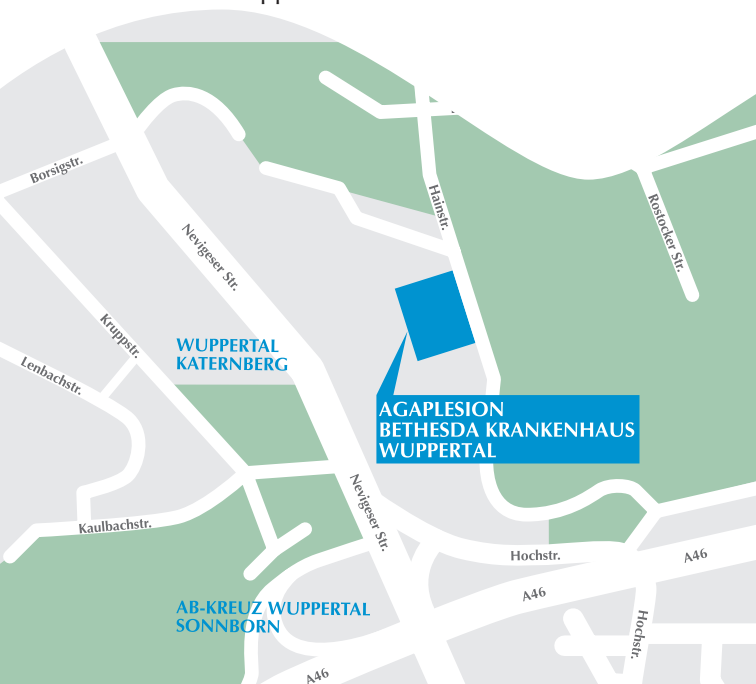 Borsigstr.
Hainstr.
Rostocker Str.
Nevigeser Str.
Kruppstr.
WUPPERTAL
KATERNBERG
Lenbachstr.
AGAPLESION
BETHESDA KRANKENHAUS
WUPPERTAL
Nevigeser Str.
Kaulbachstr.
Hochstr.
A46
A46
AB-KREUZ WUPPERTAL
SONNBORN
Hochstr.
A46